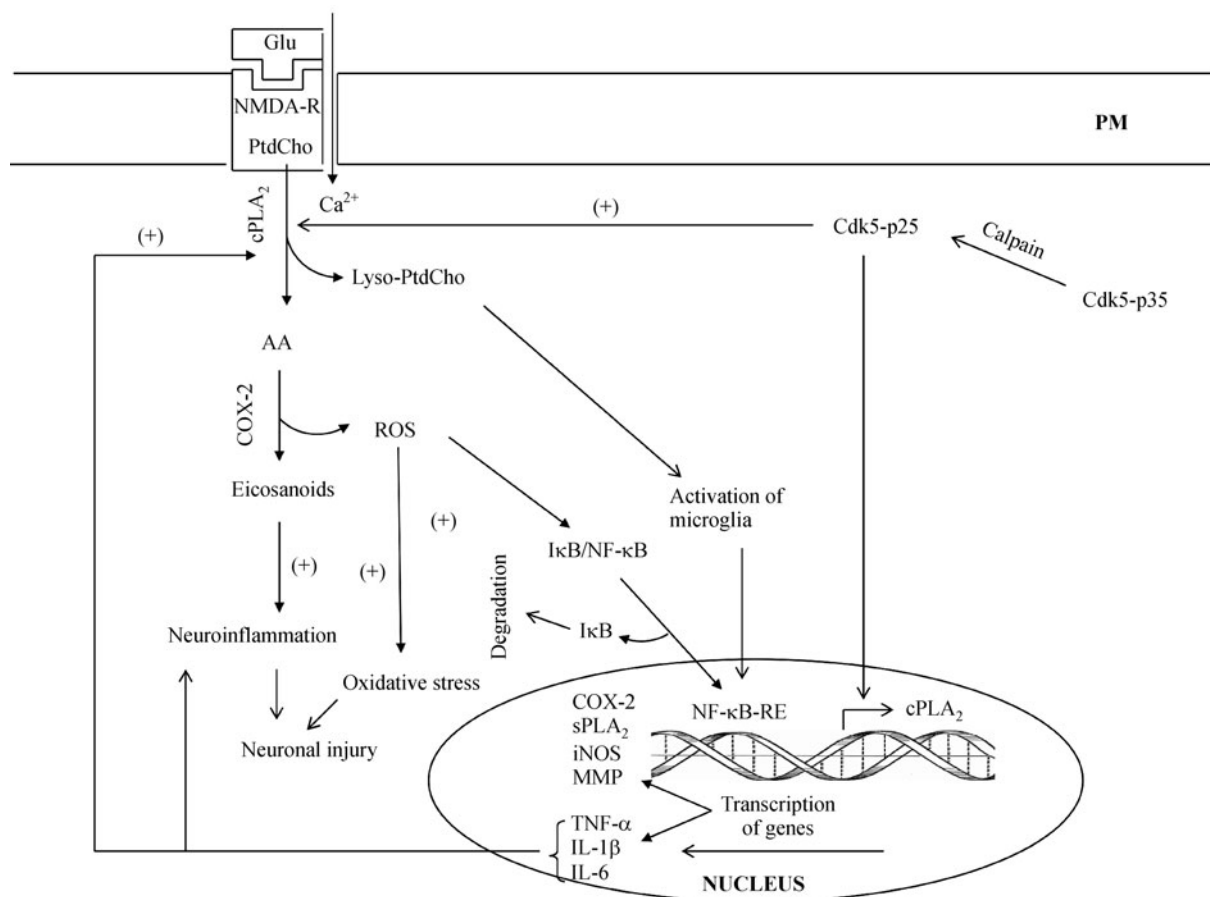 Glu
NMDA-R
PtdCho
PM
cPLA₂
Ca²⁺
(+)
(+)
Cdk5-p25
Calpain
Cdk5-p35
Lyso-PtdCho
AA
COX-2
ROS
Eicosanoids
(+)
(+)
(+)
Activation of
microglia
IκB/NF-κB
Degradation
IκB
Neuroinflammation
Oxidative stress
Neuronal injury
COX-2
sPLA₂
iNOS
MMP
NF-κB-RE
cPLA₂
Transcription
of genes
TNF-α
IL-1β
IL-6
NUCLEUS